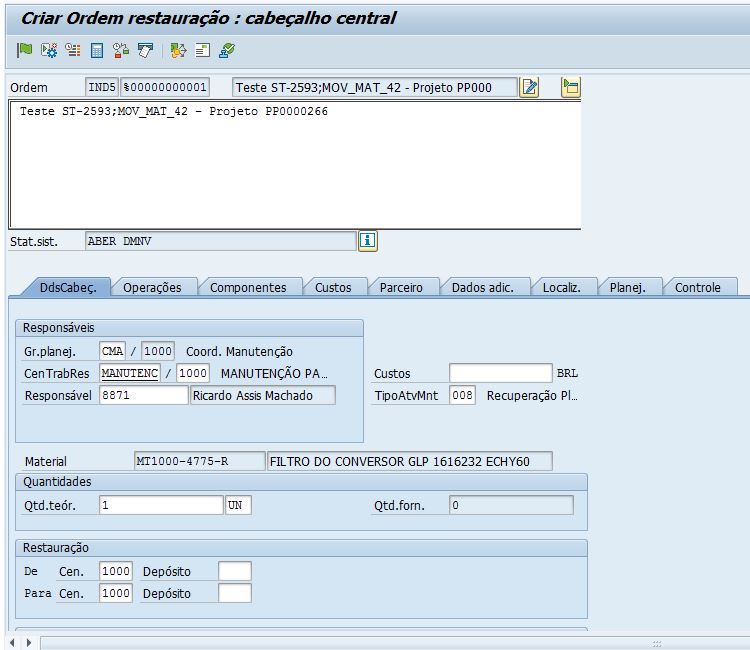 Criar Ordem restauração : cabeçalho central
Ordem IND5 %00000000001 Teste ST-2593;MOV_MAT_42 - Projeto PP000
Teste ST-2593;MOV_MAT_42 - Projeto PP0000266
Stat.sist. ABER DMNV
DdsCabeç. Operações Componentes Custos Parceiro Dados adic. Localiz. Planej. Controle
Responsáveis
Gr.planej. CMA / 1000 Coord. Manutenção
CenTrabRes MANUTENC / 1000 MANUTENÇÃO PA… Custos BRL
Responsável 8871 Ricardo Assis Machado TipoAtvMnt 008 Recuperação Pl…
Material MT1000-4775-R FILTRO DO CONVERSOR GLP 1616232 ECHY60
Quantidades
Qtd.teór. 1 UN Qtd.forn. 0
Restauração
De Cen. 1000 Depósito
Para Cen. 1000 Depósito